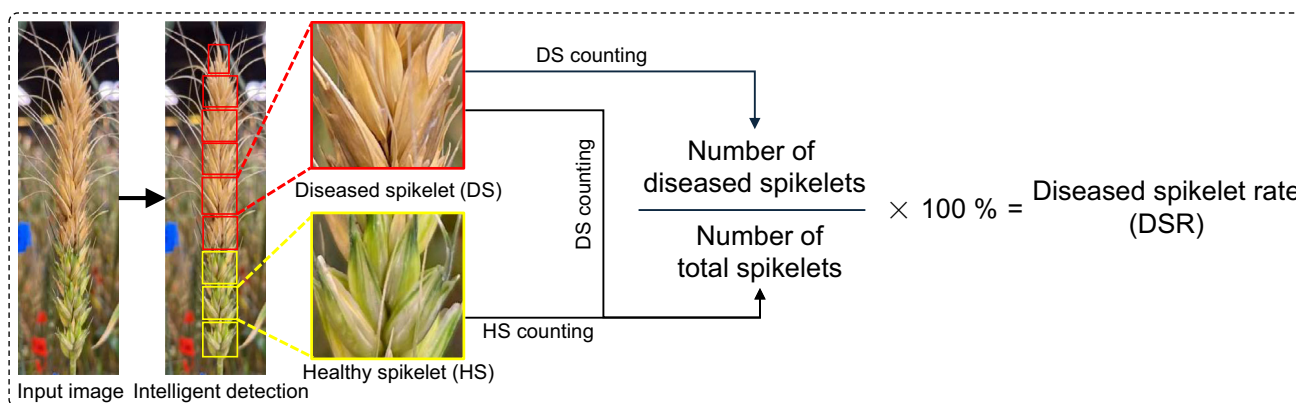 Input image
Intelligent detection
Diseased spikelet (DS)
Healthy spikelet (HS)
DS counting
DS counting
HS counting
Number of
diseased spikelets
Number of
total spikelets
× 100 % =
Diseased spikelet rate
(DSR)